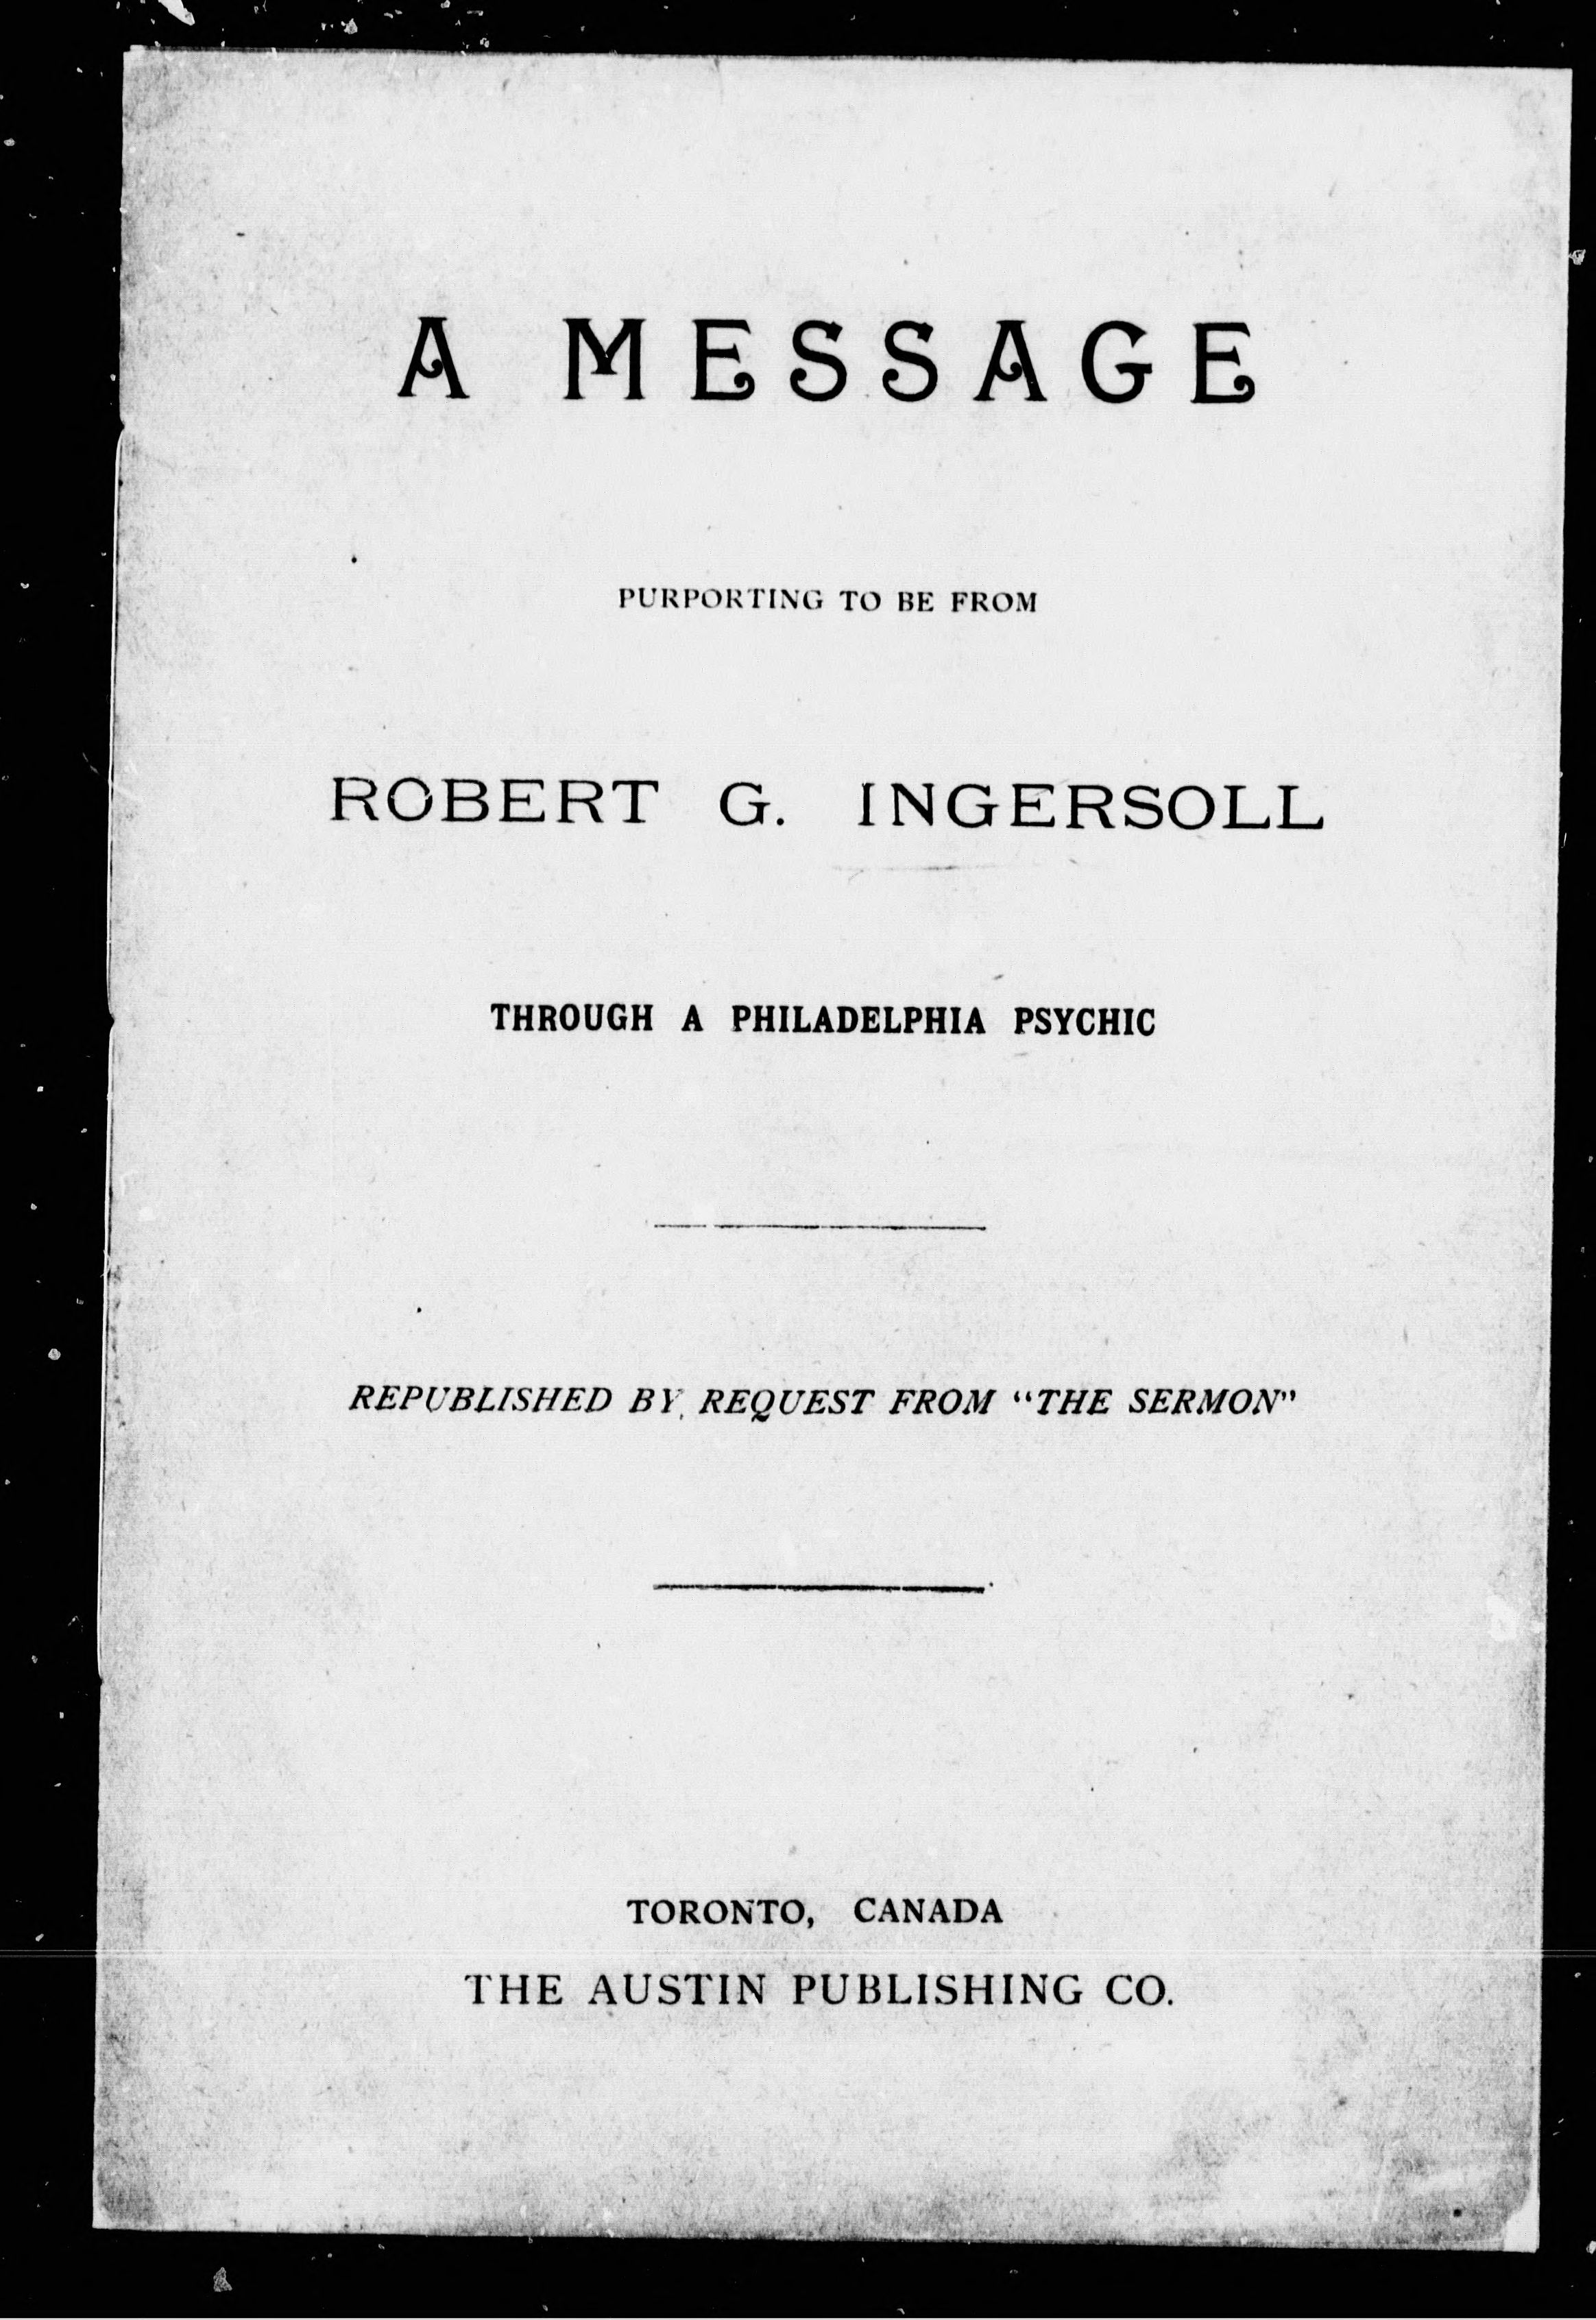 A MESSAGE
PURPORTING TO BE FROM
ROBERT G. INGERSOLL
THROUGH A PHILADELPHIA PSYCHIC
REPUBLISHED BY REQUEST FROM "THE SERMON"
TORONTO, CANADA
THE AUSTIN PUBLISHING CO.